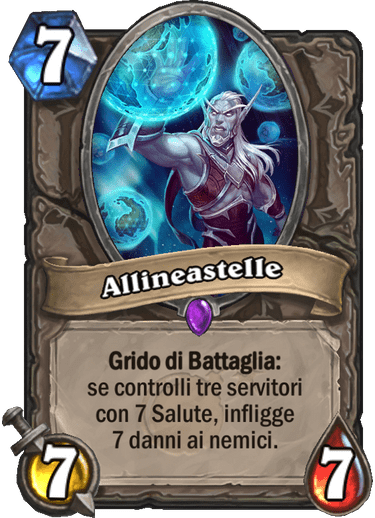 7
Allineastelle
Grido di Battaglia:
se controlli tre servitori
con 7 Salute, infligge
7 danni ai nemici.
7
7